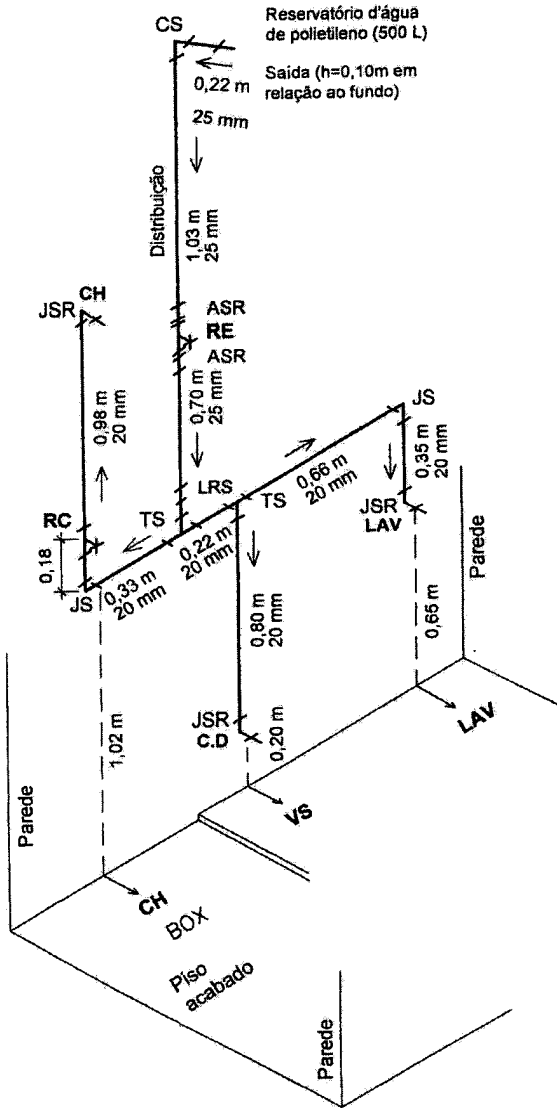 CS
Reservatório d'água
de polietileno (500 L)
Saída (h=0,10m em
relação ao fundo)
0,22 m
25 mm
Distribuição
1,03 m
25 mm
CH
JSR
ASR
RE
ASR
0,98 m
20 mm
0,70 m
25 mm
JS
0,66 m
20 mm
0,35 m
20 mm
LRS
TS
TS
JSR
LAV
RC
0,18
JS
0,33 m
20 mm
0,22 m
20 mm
0,80 m
20 mm
0,65 m
Parede
JSR
C.D
0,20 m
1,02 m
LAV
VS
Parede
CH
BOX
Piso
acabado
Parede